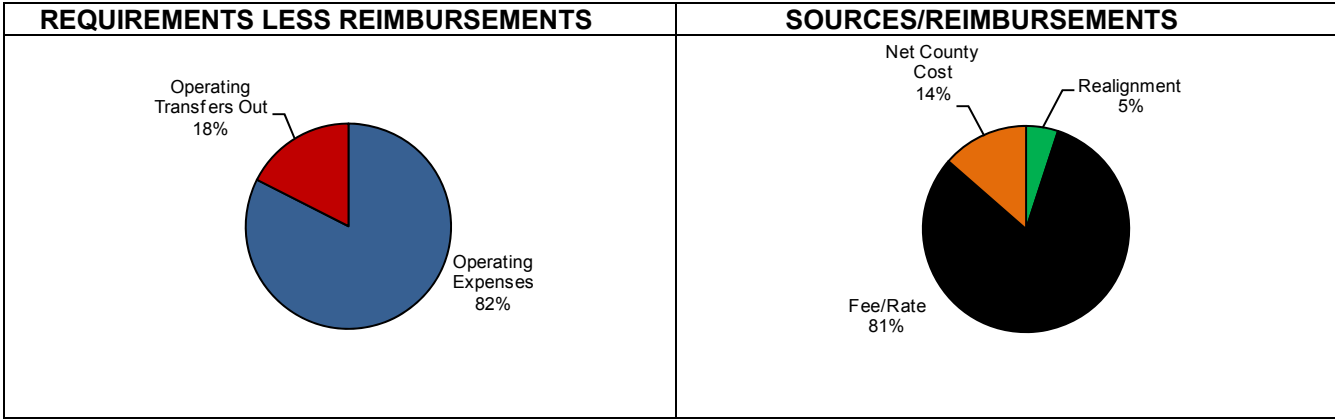 REQUIREMENTS LESS REIMBURSEMENTS
Operating
Transfers Out
18%
Operating
Expenses
82%
SOURCES/REIMBURSEMENTS
Net County
Cost
14%
Realignment
5%
Fee/Rate
81%